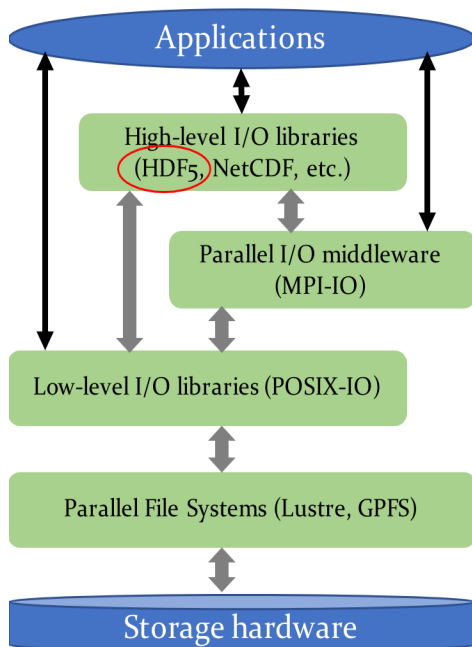 Applications
High-level I/O libraries
(HDF5, NetCDF, etc.)
Parallel I/O middleware
(MPI-IO)
Low-level I/O libraries (POSIX-IO)
Parallel File Systems (Lustre, GPFS)
Storage hardware